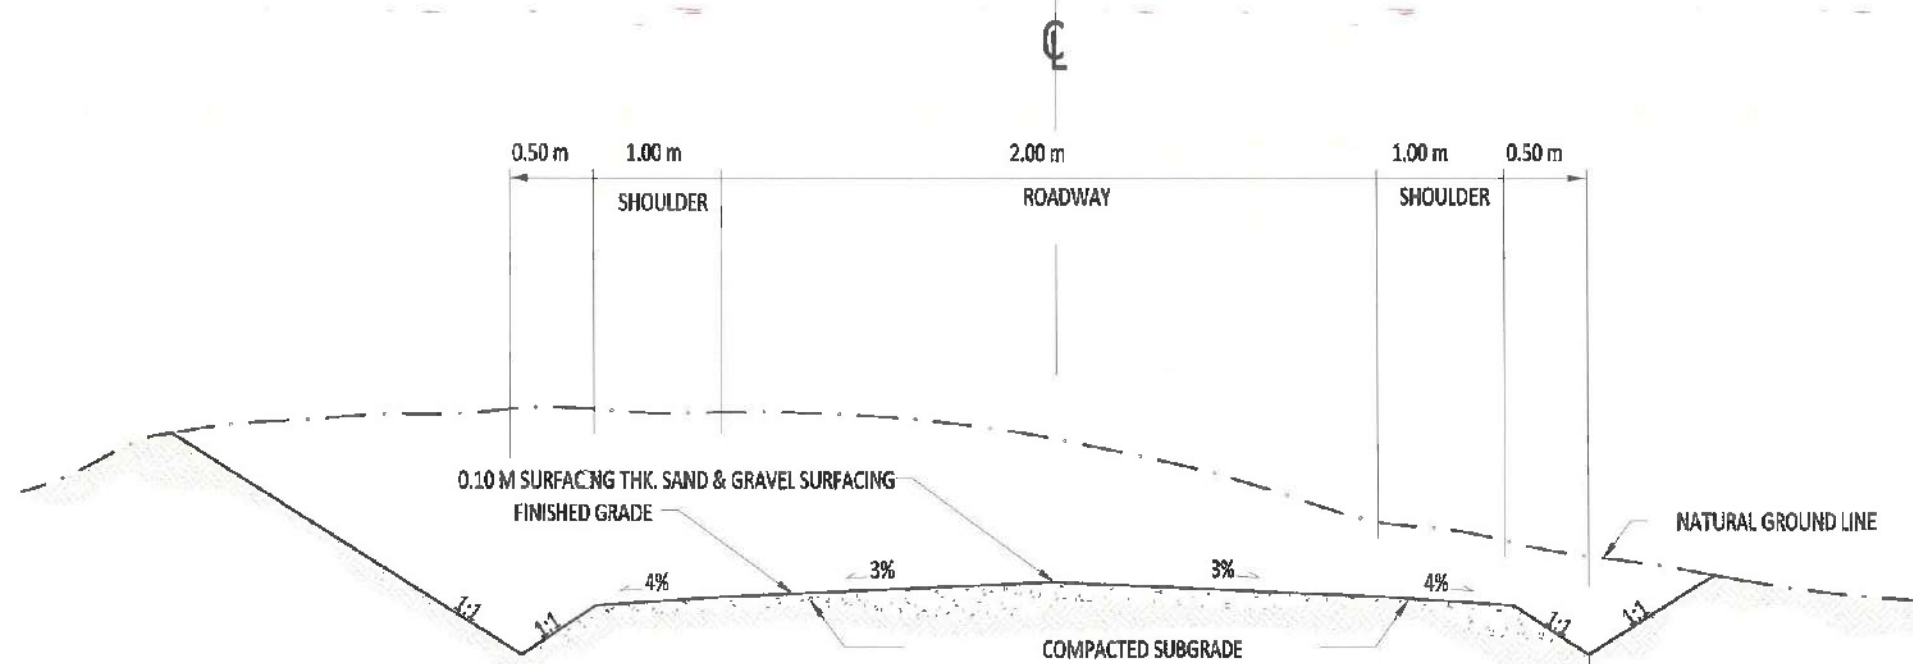 ℄
0.50 m 1.00 m 2.00 m 1.00 m 0.50 m
SHOULDER ROADWAY SHOULDER
0.10 M SURFACING THK. SAND & GRAVEL SURFACING
FINISHED GRADE
NATURAL GROUND LINE
4% 3% 3% 4%
1:1 1:1 1:1 1:1
COMPACTED SUBGRADE